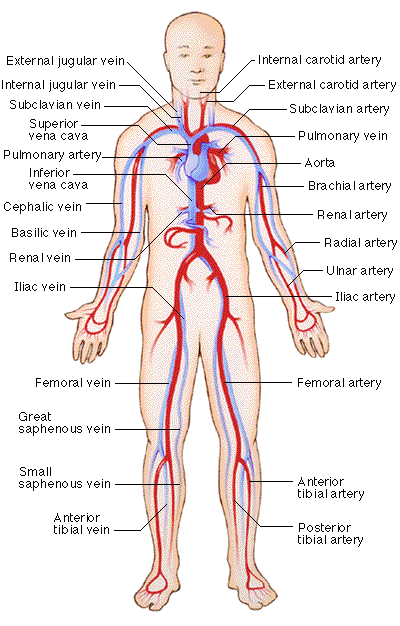 External jugular vein
Internal jugular vein
Subclavian vein
Superior
vena cava
Pulmonary artery
Inferior
vena cava
Cephalic vein
Basilic vein
Renal vein
Iliac vein
Femoral vein
Great
saphenous vein
Small
saphenous vein
Anterior
tibial vein
Internal carotid artery
External carotid artery
Subclavian artery
Pulmonary vein
Aorta
Brachial artery
Renal artery
Radial artery
Ulnar artery
Iliac artery
Femoral artery
Anterior
tibial artery
Posterior
tibial artery